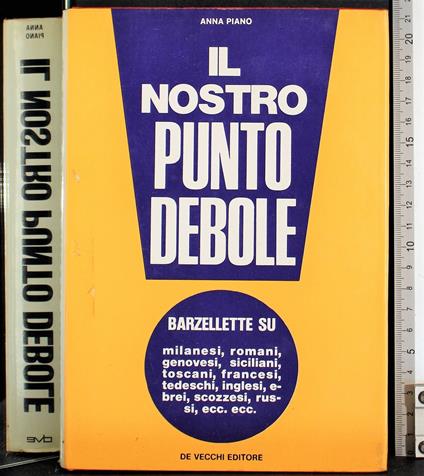 ANNA PIANO
IL
NOSTRO
PUNTO
DEBOLE
BARZELLETTE SU
milanesi, romani,
genovesi, siciliani,
toscani, francesi,
tedeschi, inglesi, e-
brei, scozzesi, rus-
si, ecc. ecc.
DE VECCHI EDITORE
ANNA
PIANO
IL NOSTRO PUNTO DEBOLE
dve